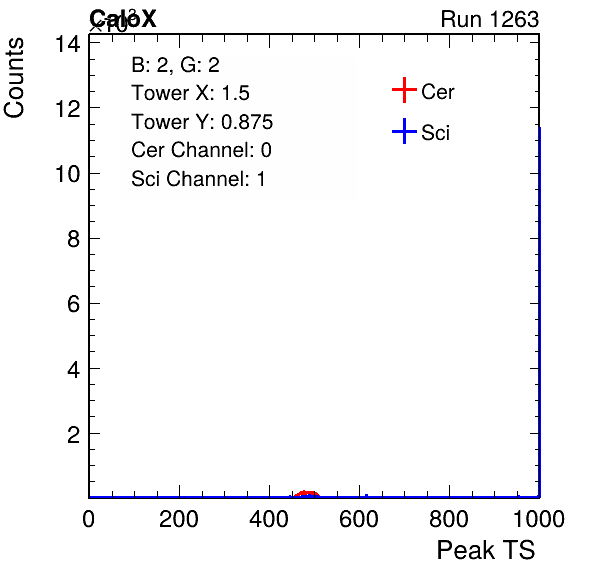 CaloX Run 1263
×10³
Counts
14
12
10
8
6
4
2
B: 2, G: 2
Tower X: 1.5
Tower Y: 0.875
Cer Channel: 0
Sci Channel: 1
Cer
Sci
0 200 400 600 800 1000
Peak TS